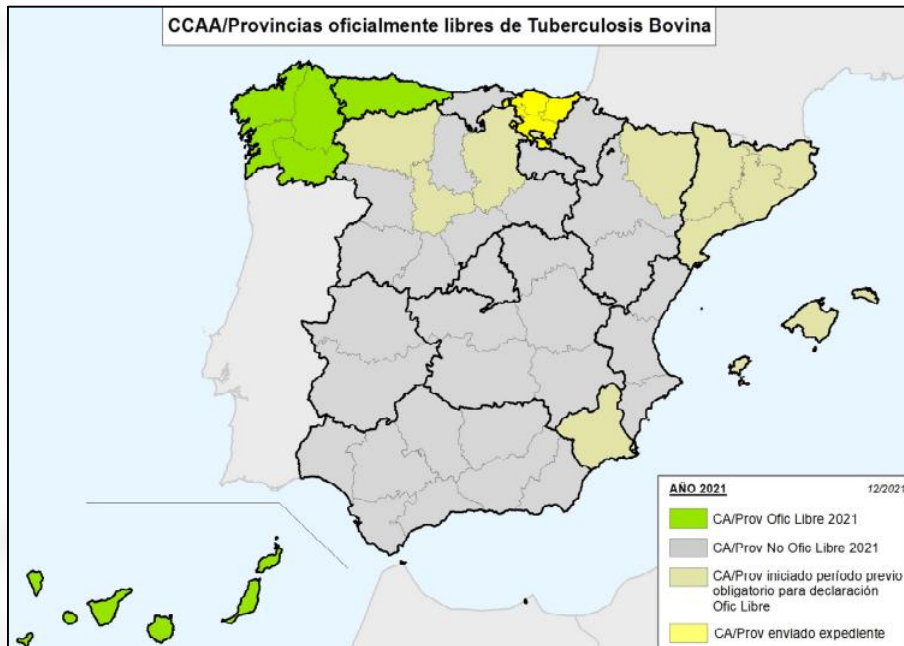 CCAA/Provincias oficialmente libres de Tuberculosis Bovina
AÑO 2021 12/2021
CA/Prov Ofic Libre 2021
CA/Prov No Ofic Libre 2021
CA/Prov iniciado período previo
obligatorio para declaración
Ofic Libre
CA/Prov enviado expediente